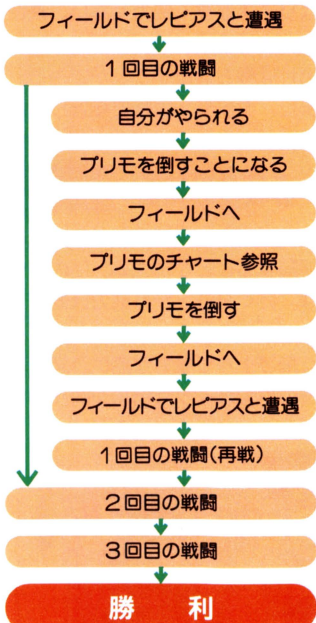 フィールドでレピアスと遭遇
1回目の戦闘
自分がやられる
プリモを倒すことになる
フィールドへ
プリモのチャート参照
プリモを倒す
フィールドへ
フィールドでレピアスと遭遇
1回目の戦闘(再戦)
2回目の戦闘
3回目の戦闘
勝利